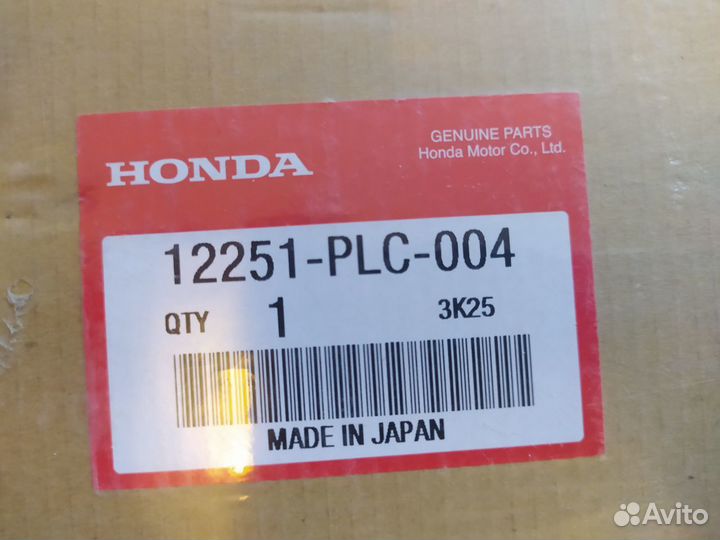 HONDA
GENUINE PARTS
Honda Motor Co., Ltd.
12251-PLC-004
QTY 1 3K25
MADE IN JAPAN
Avito